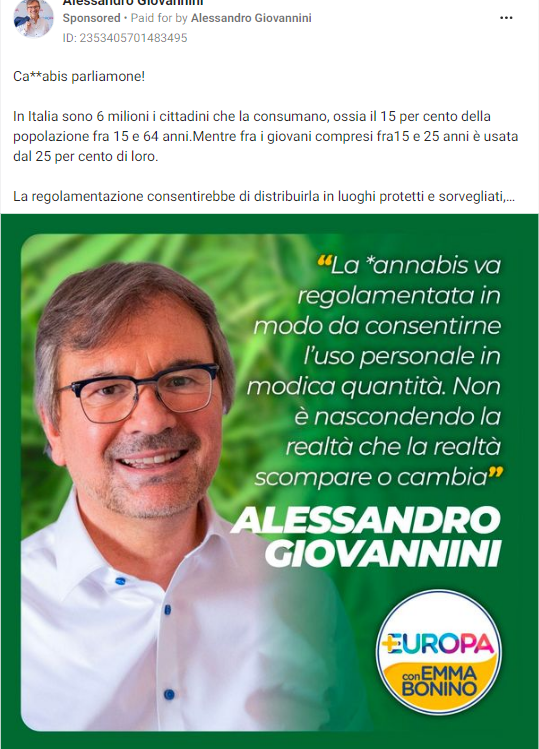 Alessandro Giovannini
Sponsored • Paid for by Alessandro Giovannini
ID: 2353405701483495
Ca**abis parliamone!
In Italia sono 6 milioni i cittadini che la consumano, ossia il 15 per cento della
popolazione fra 15 e 64 anni.Mentre fra i giovani compresi fra15 e 25 anni è usata
dal 25 per cento di loro.
La regolamentazione consentirebbe di distribuirla in luoghi protetti e sorvegliati,...
“La *annabis va
regolamentata in
modo da consentirne
l’uso personale in
modica quantità. Non
è nascondendo la
realtà che la realtà
scompare o cambia”
ALESSANDRO
GIOVANNINI
+EUROPA
con EMMA
BONINO